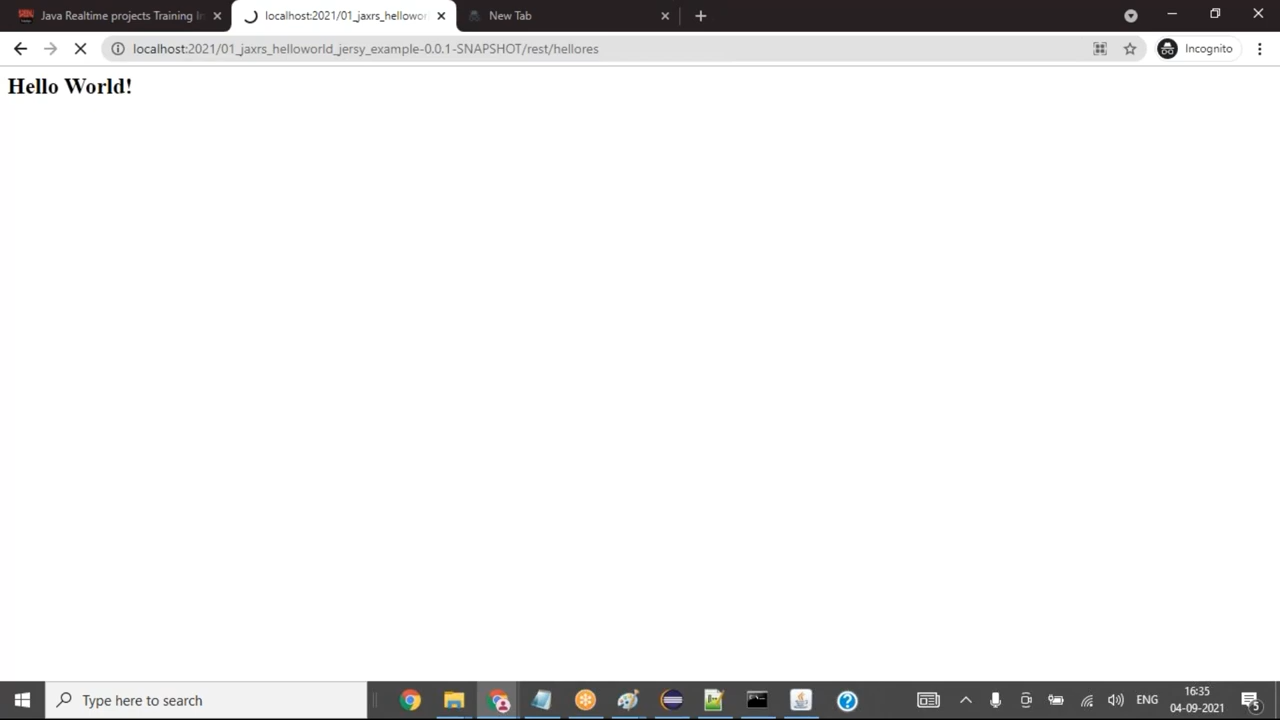 Java Realtime projects Training In
localhost:2021/01_jaxrs_hellowor
New Tab
localhost:2021/01_jaxrs_helloworld_jersy_example-0.0.1-SNAPSHOT/rest/hellores
Incognito
Hello World!
Type here to search
ENG
16:35
04-09-2021
5